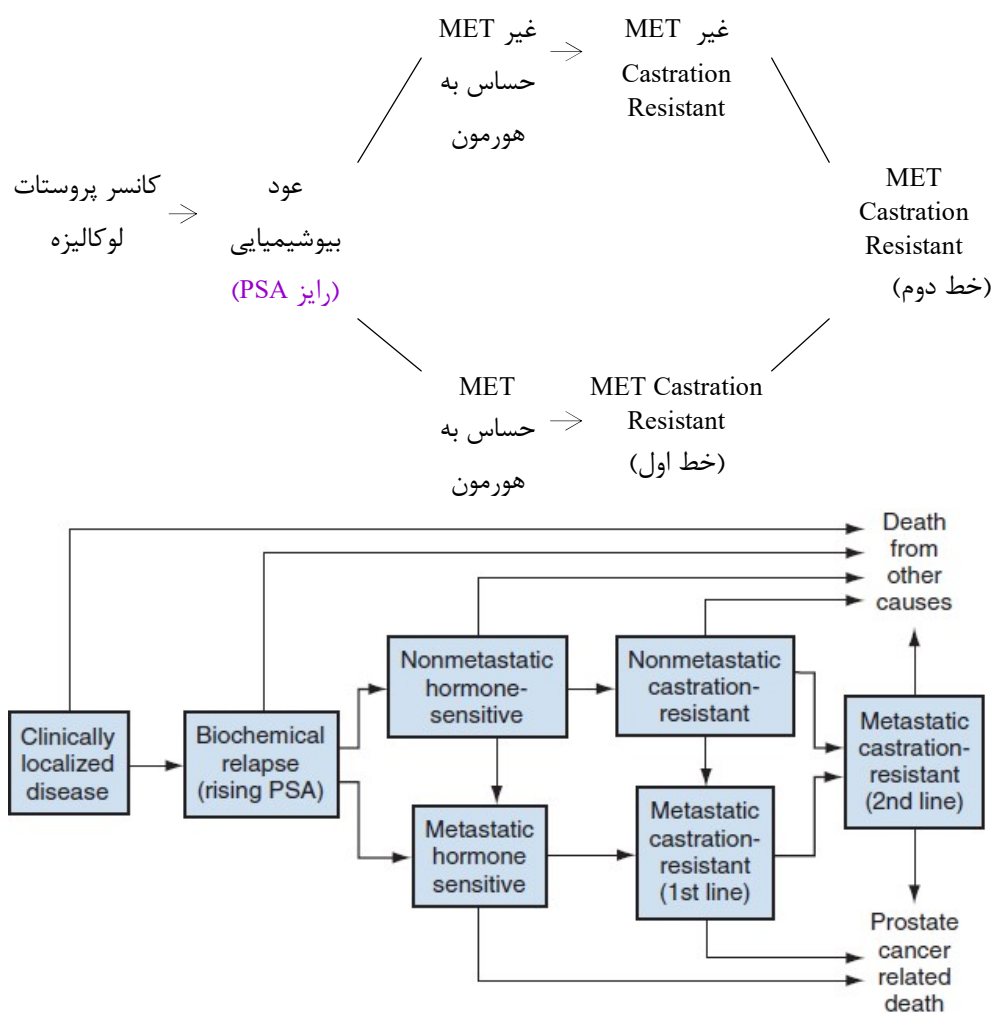 غیر MET
حساس به
هورمون
غیر MET
Castration
Resistant
کانسر پروستات
لوکالیزه
عود
بیوشیمیایی
(رایز PSA)
MET
Castration
Resistant
(خط دوم)
MET
حساس به
هورمون
MET Castration
Resistant
(خط اول)
Death
from
other
causes
Nonmetastatic
hormone-
sensitive
Nonmetastatic
castration-
resistant
Clinically
localized
disease
Biochemical
relapse
(rising PSA)
Metastatic
castration-
resistant
(2nd line)
Metastatic
hormone
sensitive
Metastatic
castration-
resistant
(1st line)
Prostate
cancer
related
death